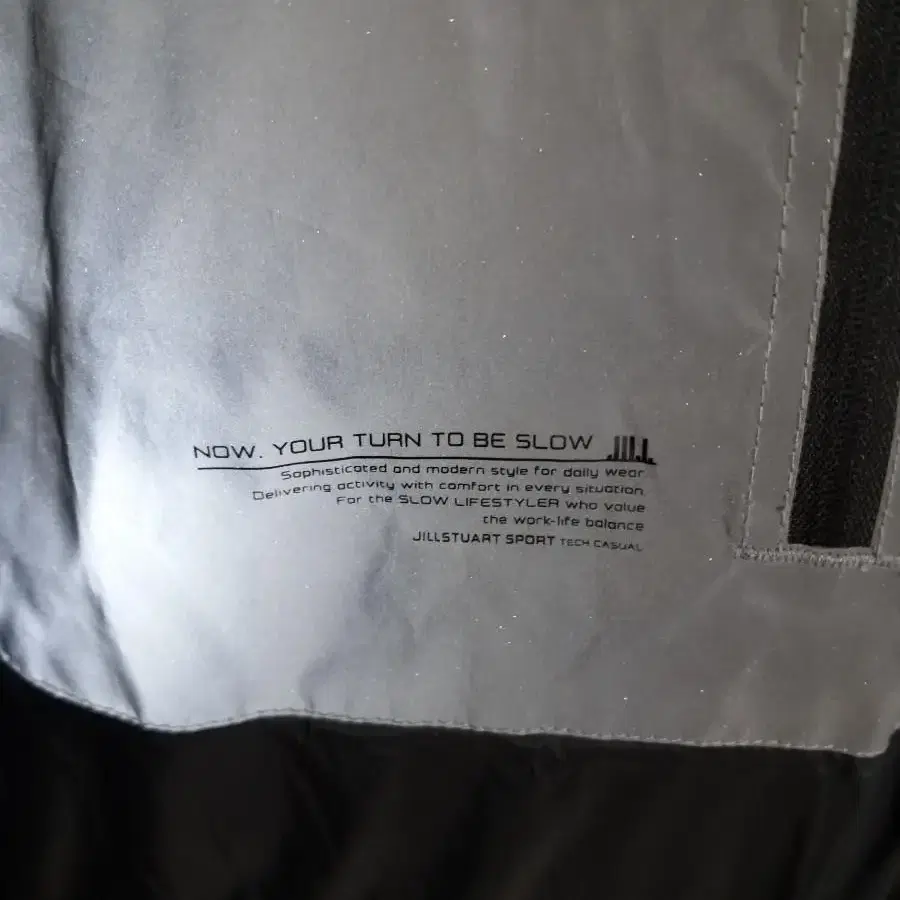 NOW. YOUR TURN TO BE SLOW
Sophisticated and modern style for daily wear
Delivering activity with comfort in every situation
For the SLOW LIFESTYLER who value
the work-life balance
JILLSTUART SPORT TECH CASUAL